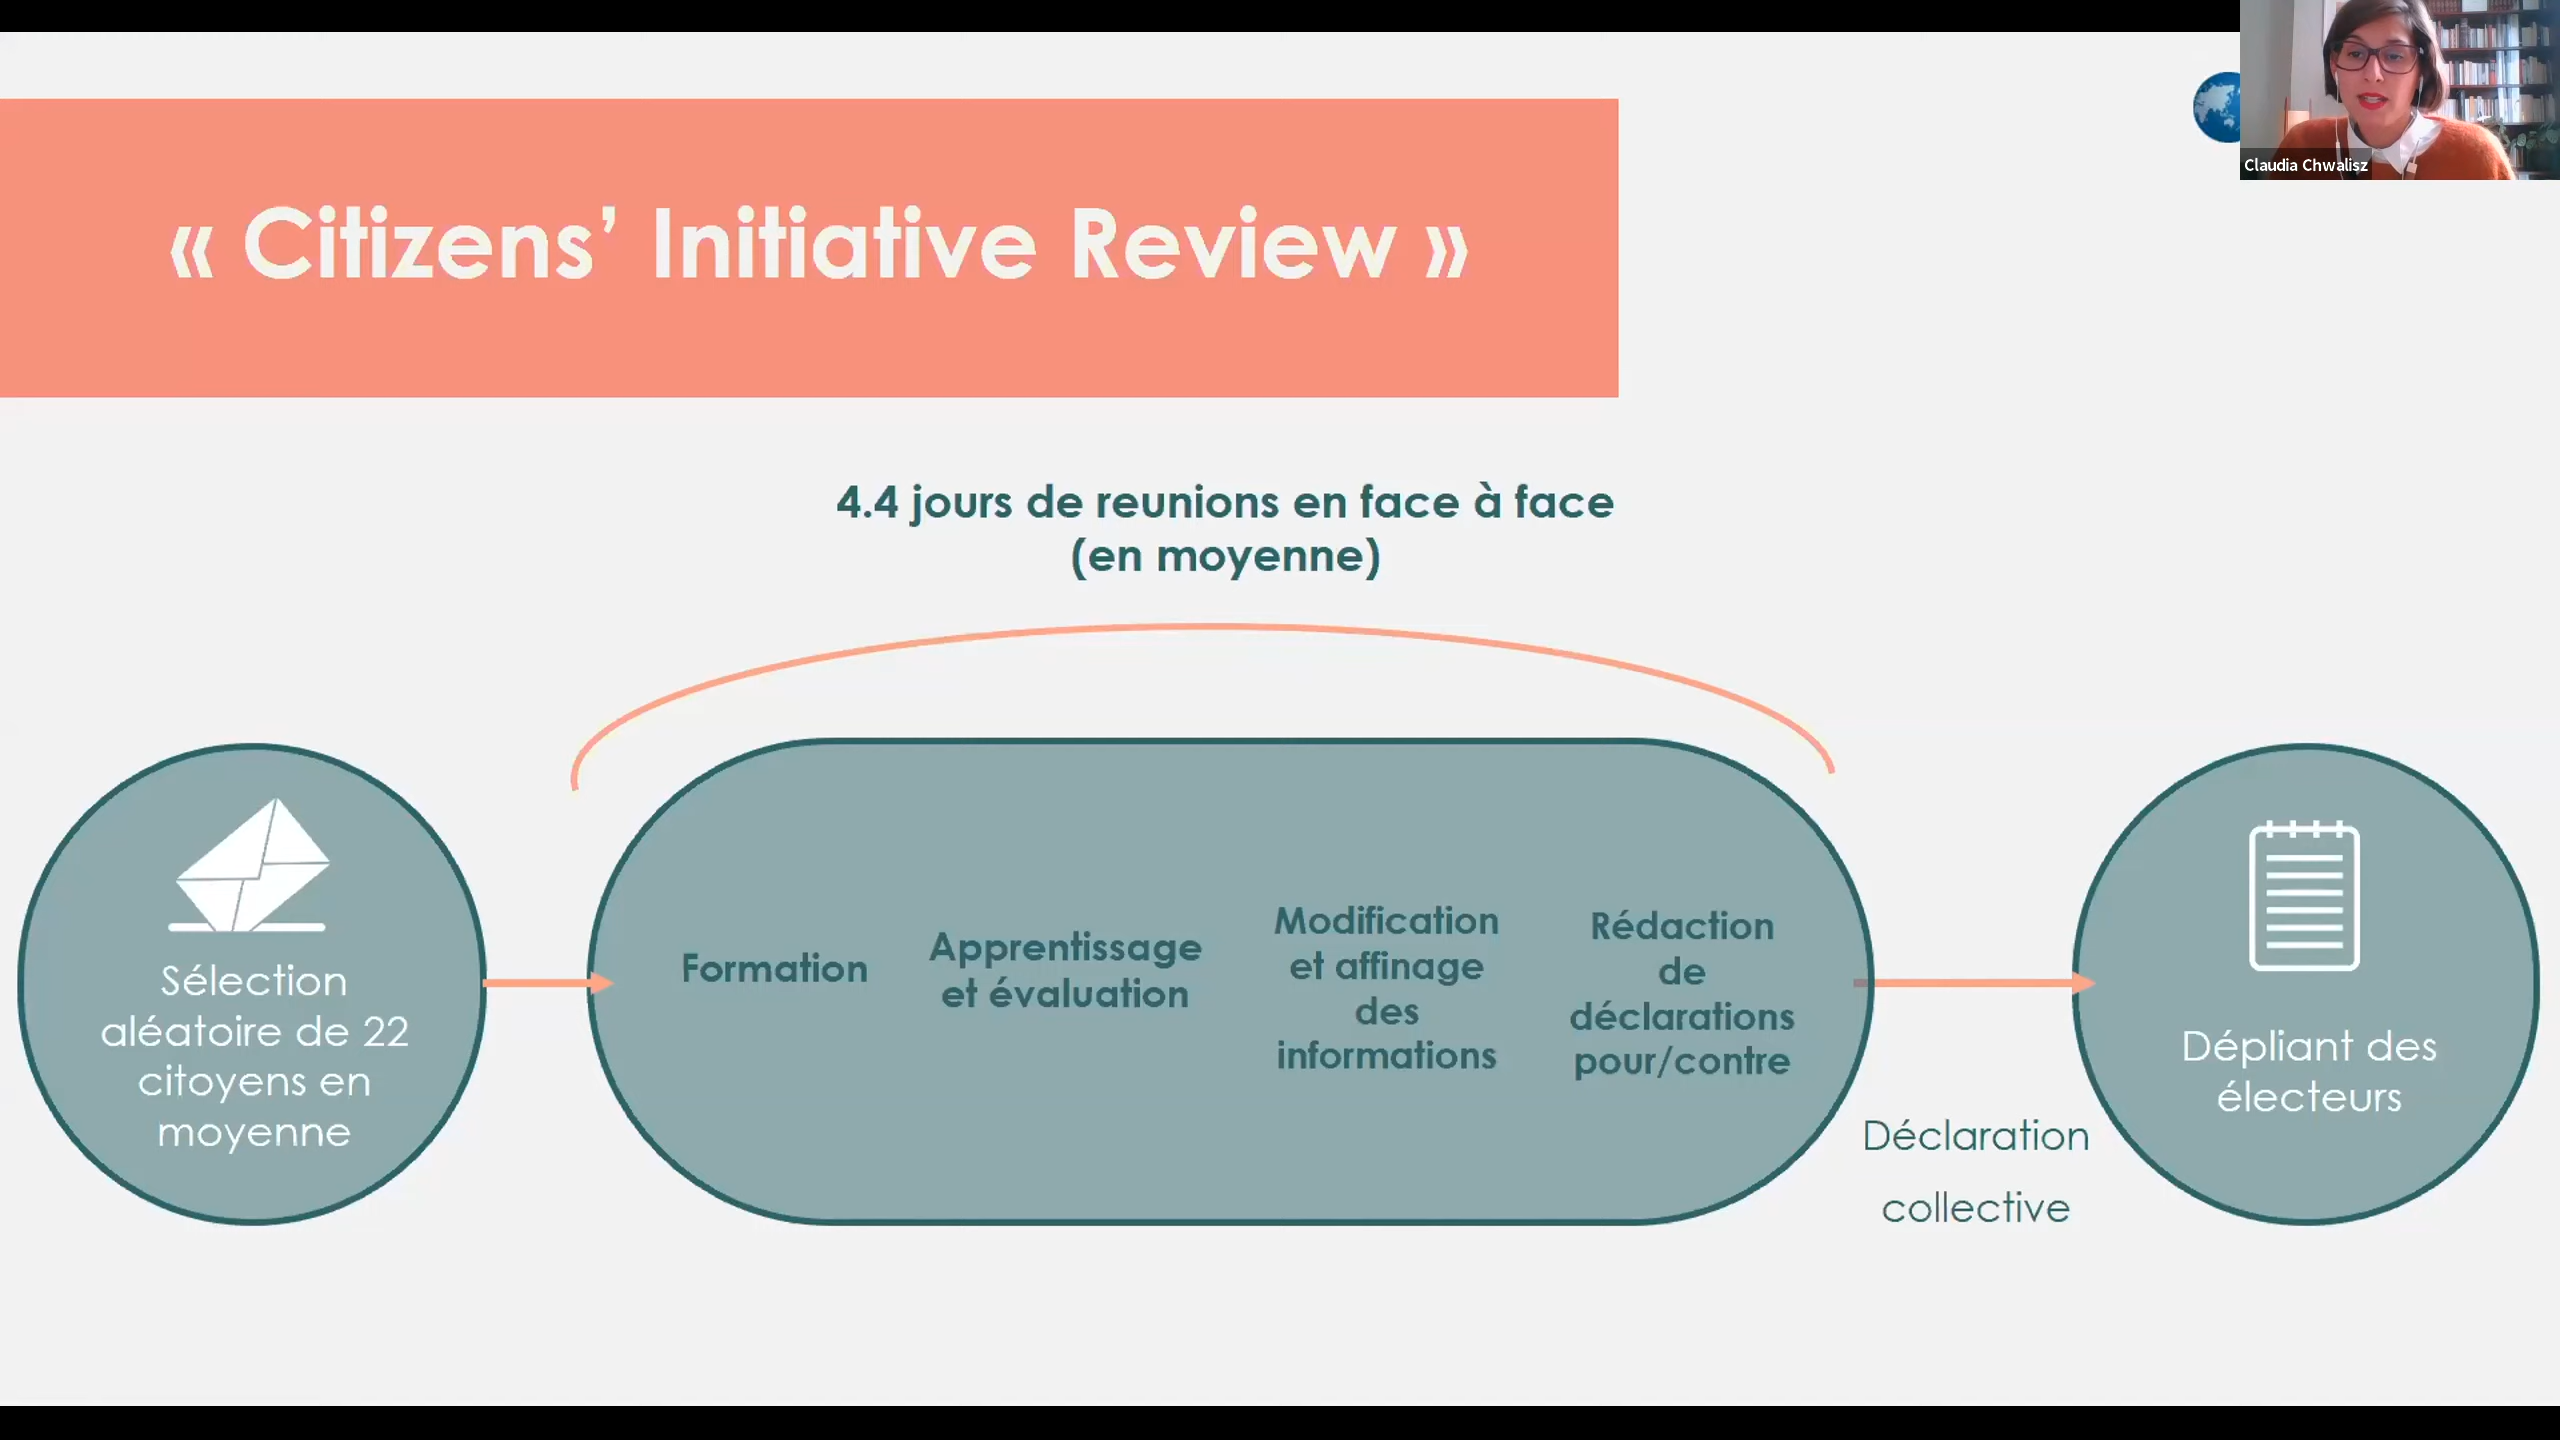 Claudia Chwalisz
« Citizens’ Initiative Review »
4.4 jours de reunions en face à face
(en moyenne)
Sélection
aléatoire de 22
citoyens en
moyenne
Formation
Apprentissage
et évaluation
Modification
et affinage
des
informations
Rédaction
de
déclarations
pour/contre
Déclaration
collective
Dépliant des
électeurs